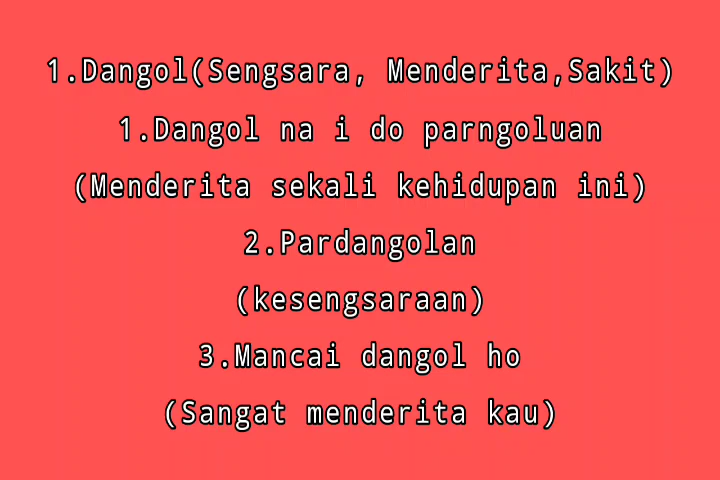 1.Dangol(Sengsara, Menderita,Sakit)
1.Dangol na i do parngoluan
(Menderita sekali kehidupan ini)
2.Pardangolan
(kesengsaraan)
3.Mancai dangol ho
(Sangat menderita kau)